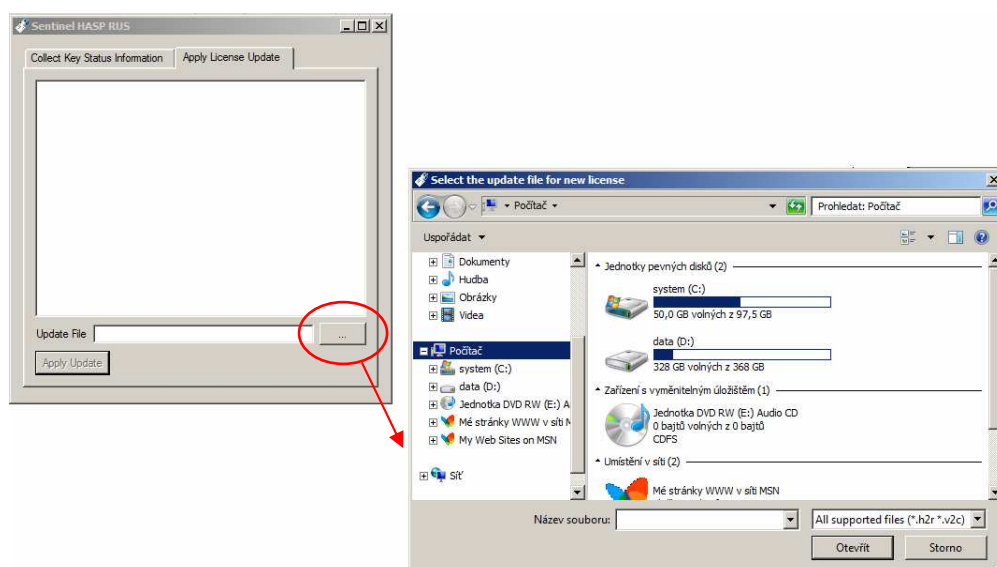 Sentinel HASP RUS
Collect Key Status Information
Apply License Update
Update File
...
Apply Update
Select the update file for new license
Počítač
Prohledat: Počítač
Uspořádat
Dokumenty
Hudba
Obrázky
Videa
Počítač
system (C:)
data (D:)
Jednotka DVD RW (E:) A
Mé stránky WWW v síti M
My Web Sites on MSN
Síť
Jednotky pevných disků (2)
system (C:)
50,0 GB volných z 97,5 GB
data (D:)
328 GB volných z 368 GB
Zařízení s vyměnitelným úložištěm (1)
Jednotka DVD RW (E:) Audio CD
0 bajtů volných z 0 bajtů
CDFS
Umístění v síti (2)
Mé stránky WWW v síti MSN
Název souboru:
All supported files (*.h2r *.v2c)
Otevřít
Storno